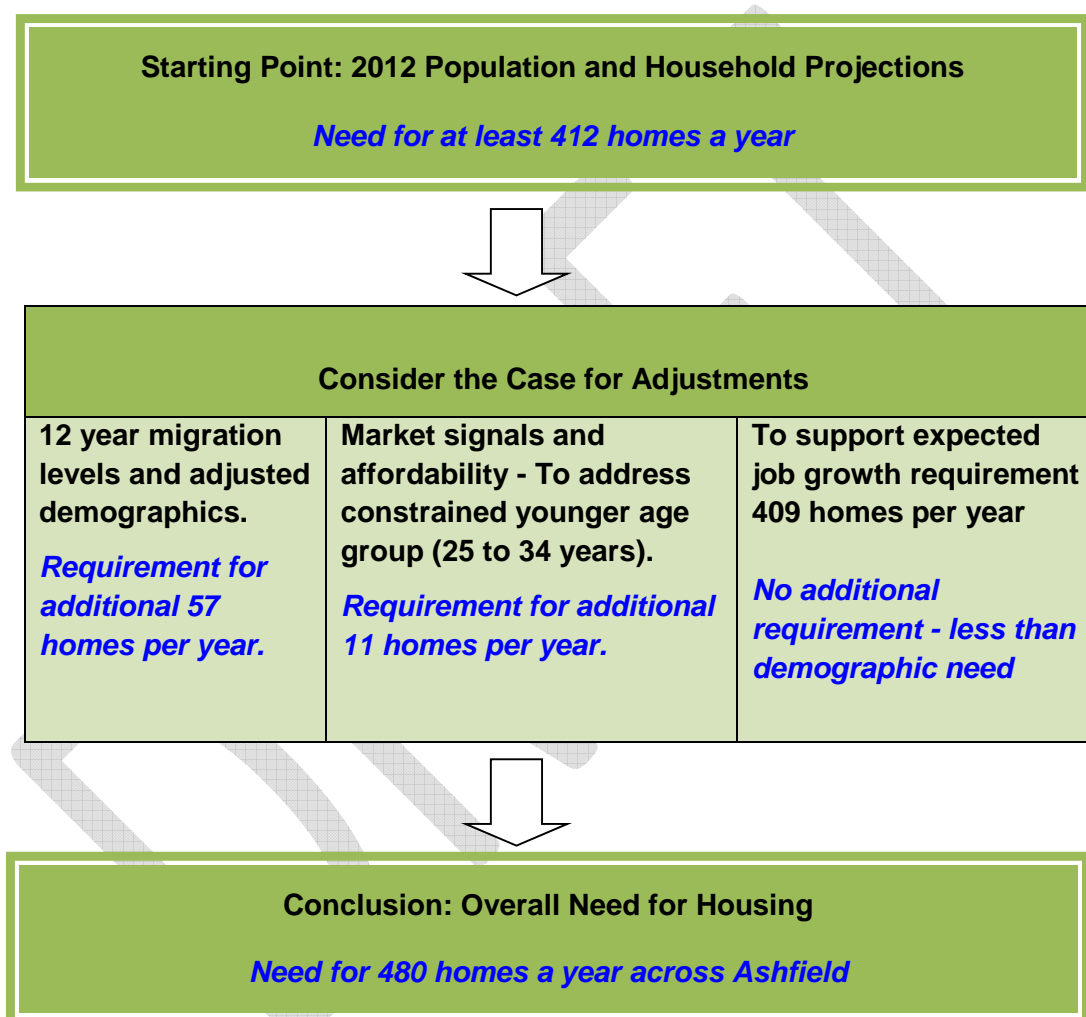 Starting Point: 2012 Population and Household Projections
Need for at least 412 homes a year
Consider the Case for Adjustments
12 year migration
levels and adjusted
demographics.
Requirement for
additional 57
homes per year.
Market signals and
affordability - To address
constrained younger age
group (25 to 34 years).
Requirement for additional
11 homes per year.
To support expected
job growth requirement
409 homes per year
No additional
requirement - less than
demographic need
Conclusion: Overall Need for Housing
Need for 480 homes a year across Ashfield